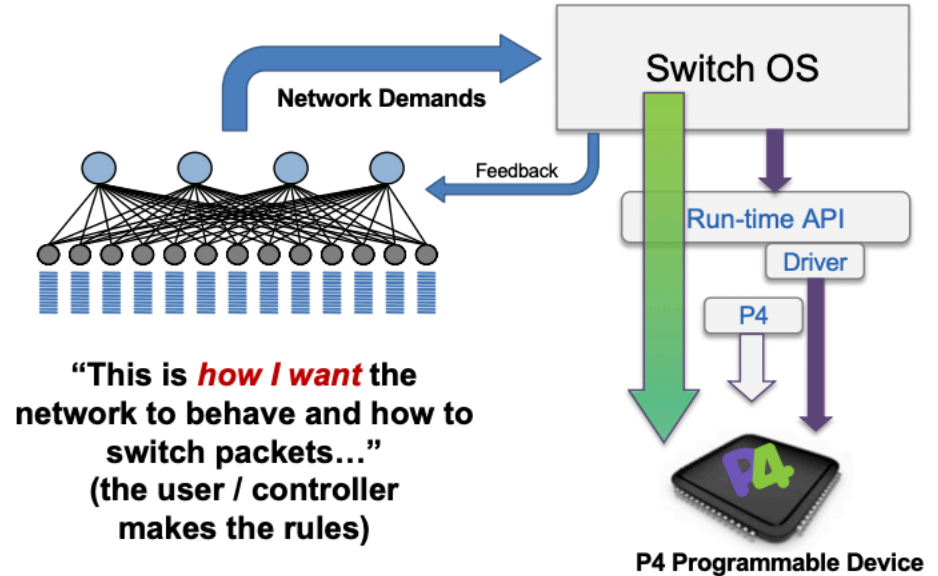 Switch OS
Network Demands
Feedback
Run-time API
Driver
P4
“This is how I want the
network to behave and how to
switch packets…”
(the user / controller
makes the rules)
P4
P4 Programmable Device